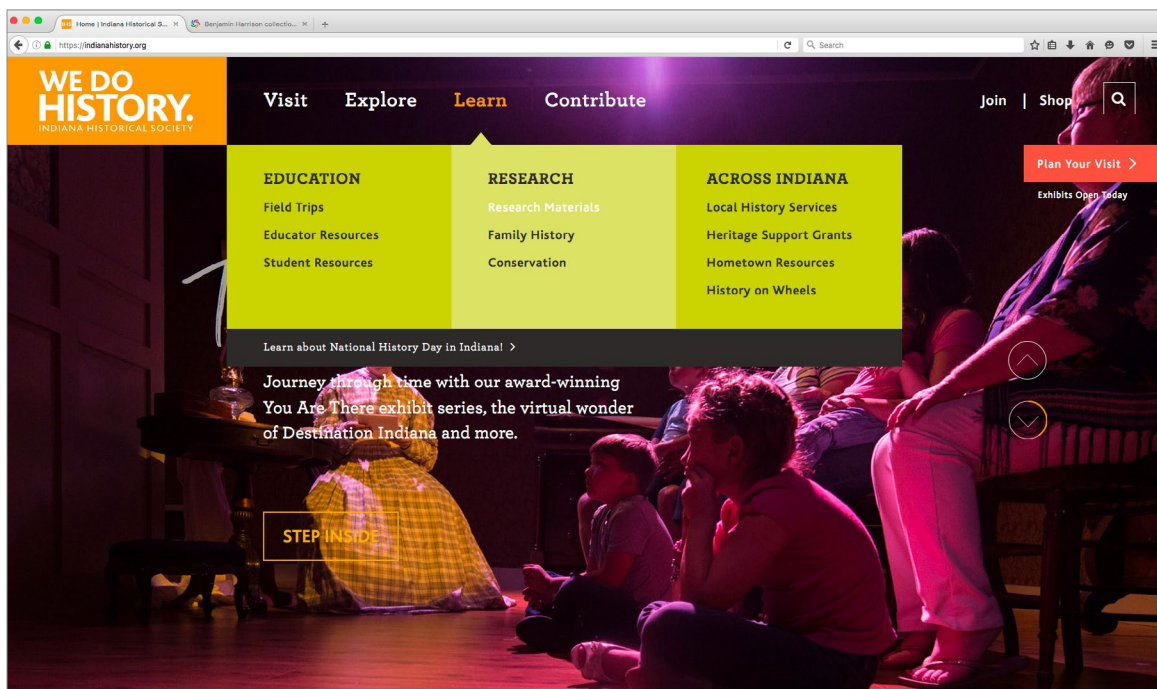 Home | Indiana Historical S...
Benjamin Harrison collectio...
https://indianahistory.org
Search
WE DO
HISTORY.
INDIANA HISTORICAL SOCIETY
Visit
Explore
Learn
Contribute
Join | Shop
Plan Your Visit >
Exhibits Open Today
EDUCATION
Field Trips
Educator Resources
Student Resources
RESEARCH
Research Materials
Family History
Conservation
ACROSS INDIANA
Local History Services
Heritage Support Grants
Hometown Resources
History on Wheels
Learn about National History Day in Indiana! >
Journey through time with our award-winning
You Are There exhibit series, the virtual wonder
of Destination Indiana and more.
STEP INSIDE